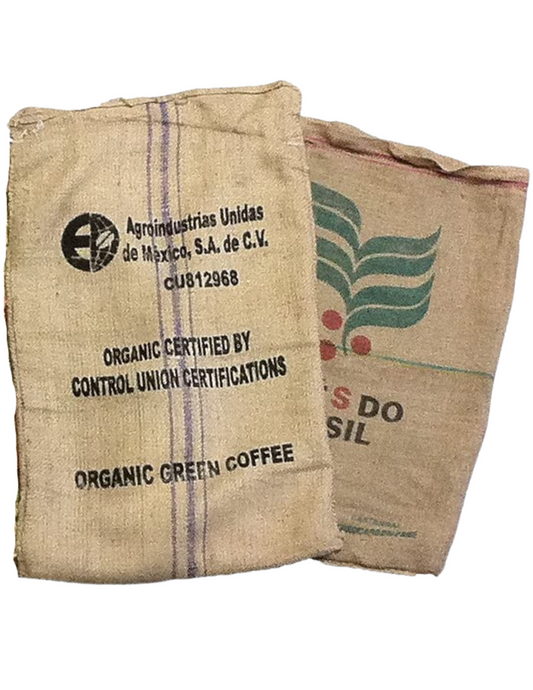 Agroindustrias Unidas
de México, S.A. de C.V.
CU812968
ORGANIC CERTIFIED BY
CONTROL UNION CERTIFICATIONS
ORGANIC GREEN COFFEE
S DO
SIL